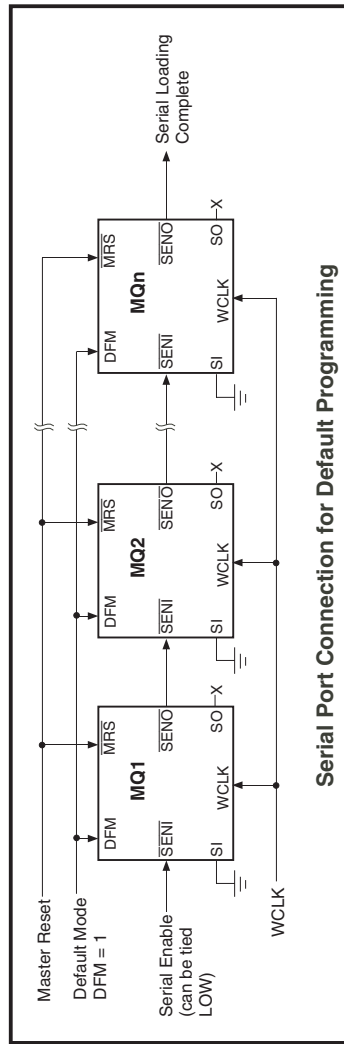 Master Reset
Default Mode
DFM = 1
Serial Enable
(can be tied
LOW)
DFM
MRS
MQ1
SENI
SENO
SI
WCLK
SO
X
DFM
MRS
MQ2
SENI
SENO
SI
WCLK
SO
X
DFM
MRS
MQn
SENI
SENO
SI
WCLK
SO
X
Serial Loading
Complete
WCLK
Serial Port Connection for Default Programming